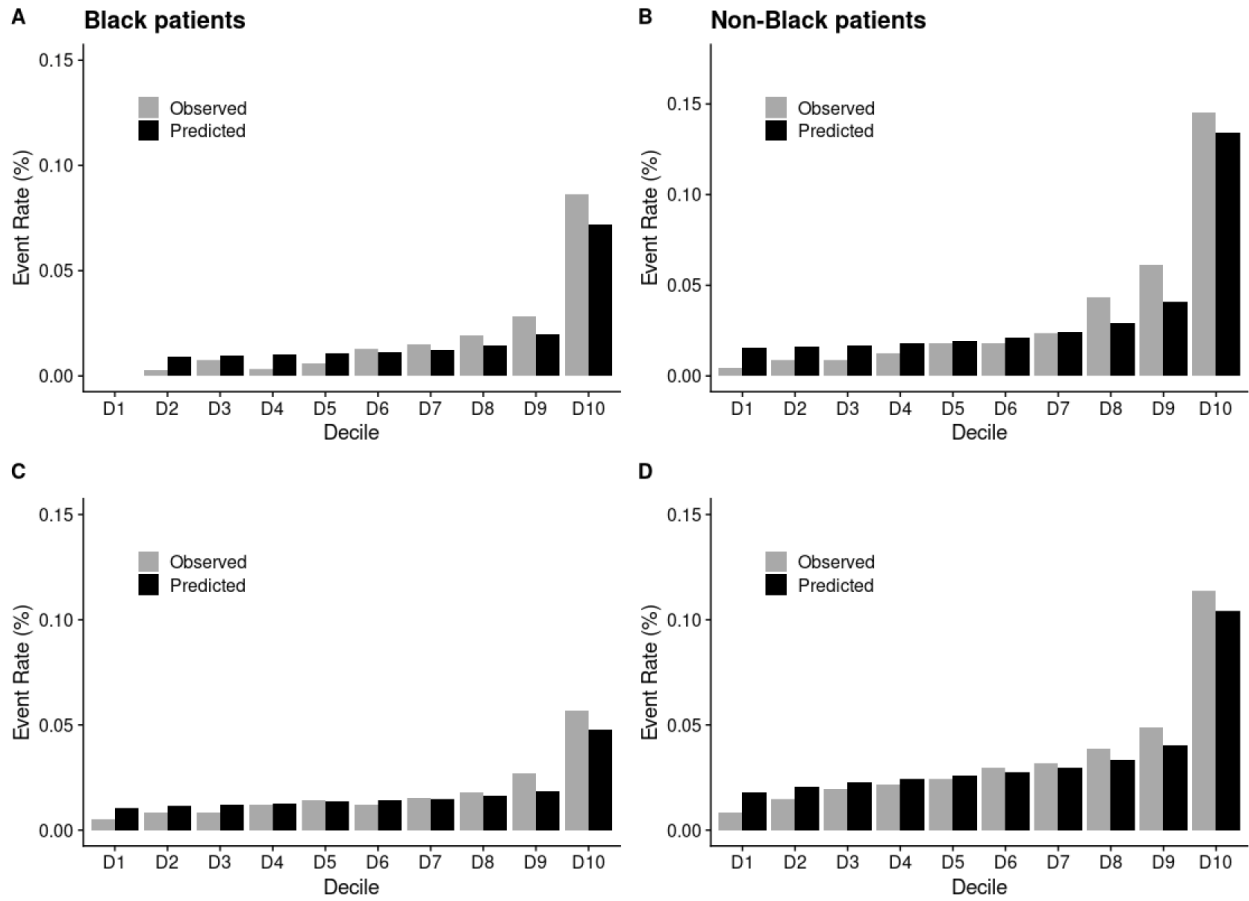 A
Black patients
Event Rate (%)
0.15
0.10
0.05
0.00
Observed
Predicted
D1 D2 D3 D4 D5 D6 D7 D8 D9 D10
Decile
B
Non-Black patients
Event Rate (%)
0.15
0.10
0.05
0.00
Observed
Predicted
D1 D2 D3 D4 D5 D6 D7 D8 D9 D10
Decile
C
Event Rate (%)
0.15
0.10
0.05
0.00
Observed
Predicted
D1 D2 D3 D4 D5 D6 D7 D8 D9 D10
Decile
D
Event Rate (%)
0.15
0.10
0.05
0.00
Observed
Predicted
D1 D2 D3 D4 D5 D6 D7 D8 D9 D10
Decile